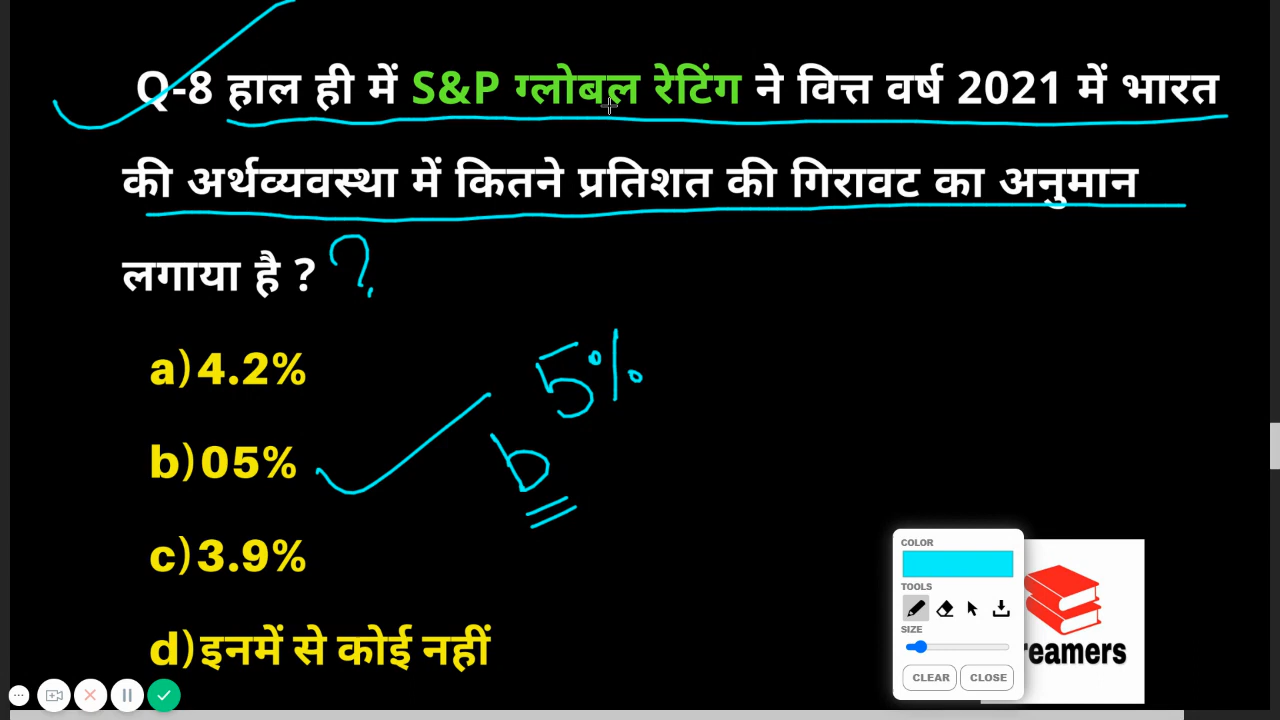 Q-8 हाल ही में S&P ग्लोबल रेटिंग ने वित्त वर्ष 2021 में भारत
की अर्थव्यवस्था में कितने प्रतिशत की गिरावट का अनुमान
लगाया है ? ?
a)4.2%
5%
b)05%
b
c)3.9%
d)इनमें से कोई नहीं
COLOR
TOOLS
SIZE
CLEAR CLOSE
reamers